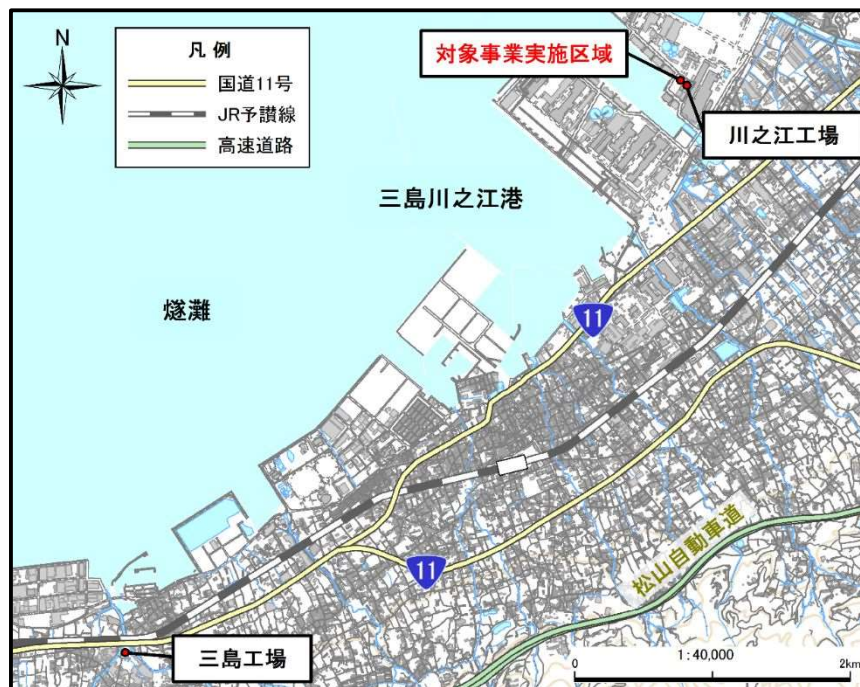 N
凡 例
国道11号
JR予讃線
高速道路
対象事業実施区域
川之江工場
三島川之江港
燧灘
11
11
松山自動車道
三島工場
1:40,000
0
2km